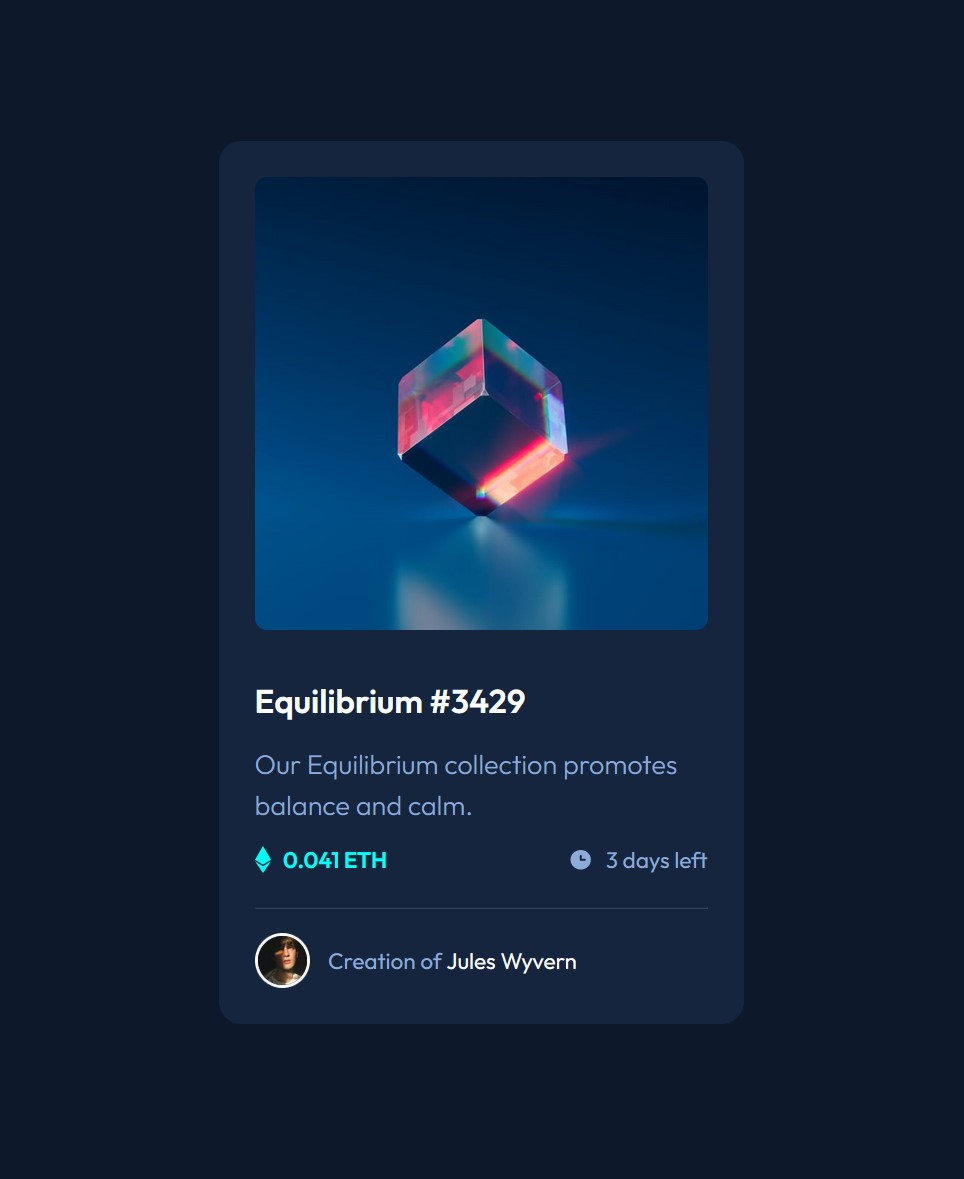 Equilibrium #3429
Our Equilibrium collection promotes
balance and calm.
0.041 ETH
3 days left
Creation of Jules Wyvern